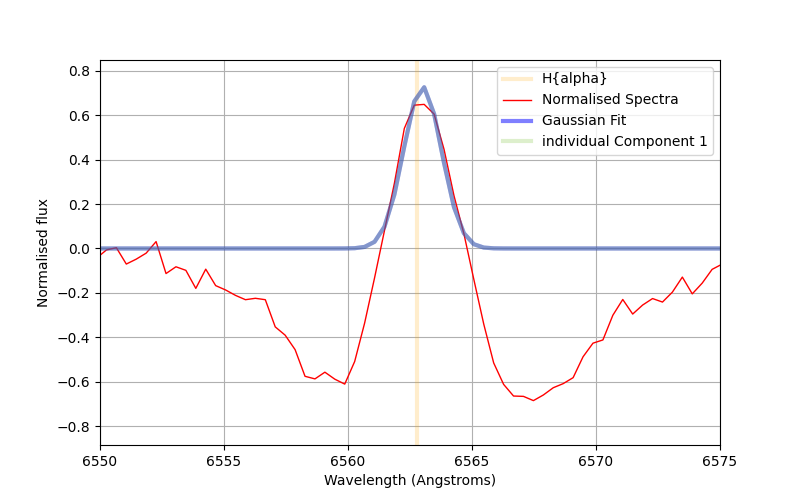 H{alpha}
Normalised Spectra
Gaussian Fit
individual Component 1
Normalised flux
0.8
0.6
0.4
0.2
0.0
−0.2
−0.4
−0.6
−0.8
6550 6555 6560 6565 6570 6575
Wavelength (Angstroms)